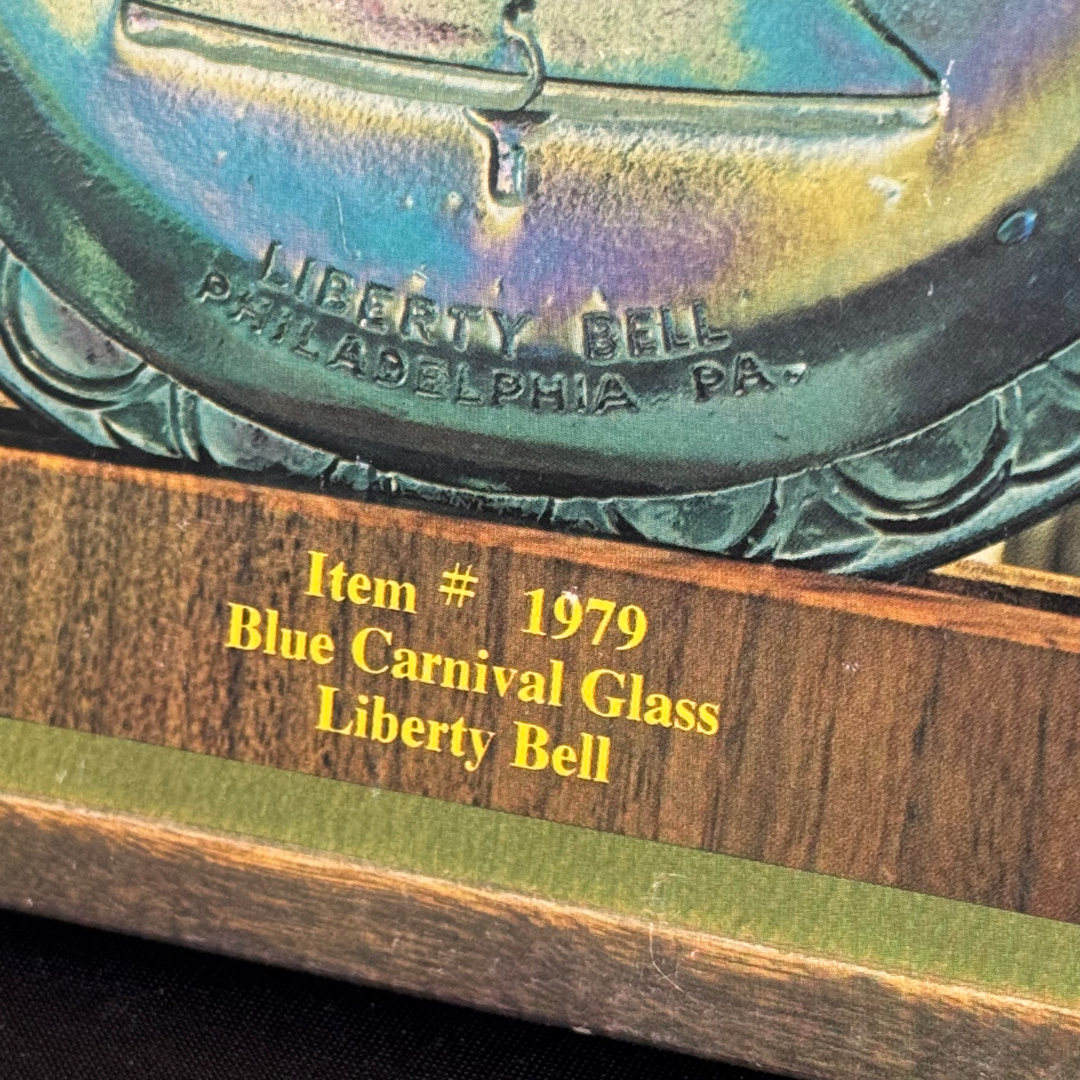 LIBERTY BELL
PHILADELPHIA PA.
Item # 1979
Blue Carnival Glass
Liberty Bell